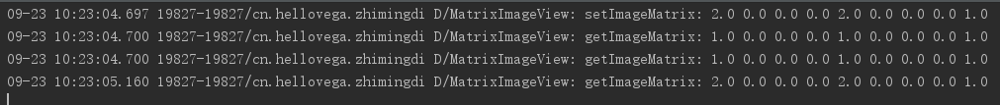 09-23 10:23:04.697 19827-19827/cn.hellovega.zhimingdi D/MatrixImageView: setImageMatrix: 2.0 0.0 0.0 0.0 2.0 0.0 0.0 0.0 1.0
09-23 10:23:04.700 19827-19827/cn.hellovega.zhimingdi D/MatrixImageView: getImageMatrix: 1.0 0.0 0.0 0.0 1.0 0.0 0.0 0.0 1.0
09-23 10:23:04.700 19827-19827/cn.hellovega.zhimingdi D/MatrixImageView: getImageMatrix: 1.0 0.0 0.0 0.0 1.0 0.0 0.0 0.0 1.0
09-23 10:23:05.160 19827-19827/cn.hellovega.zhimingdi D/MatrixImageView: getImageMatrix: 2.0 0.0 0.0 0.0 2.0 0.0 0.0 0.0 1.0